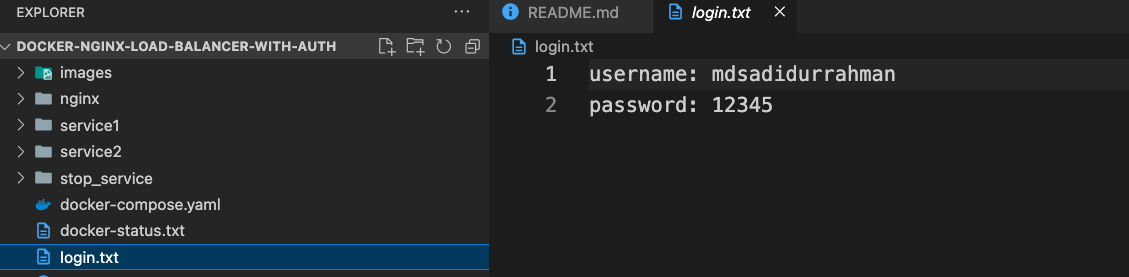 EXPLORER
DOCKER-NGINX-LOAD-BALANCER-WITH-AUTH
images
nginx
service1
service2
stop_service
docker-compose.yaml
docker-status.txt
login.txt
README.md
login.txt
login.txt
1 username: mdsadidurrahman
2 password: 12345